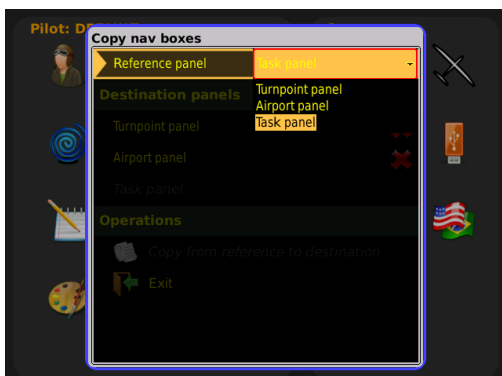 Pilot: D
Copy nav boxes
Reference panel
Task panel
Turnpoint panel
Airport panel
Task panel
Destination panels
Turnpoint panel
Airport panel
Task panel
Operations
Copy from reference to destination
Exit